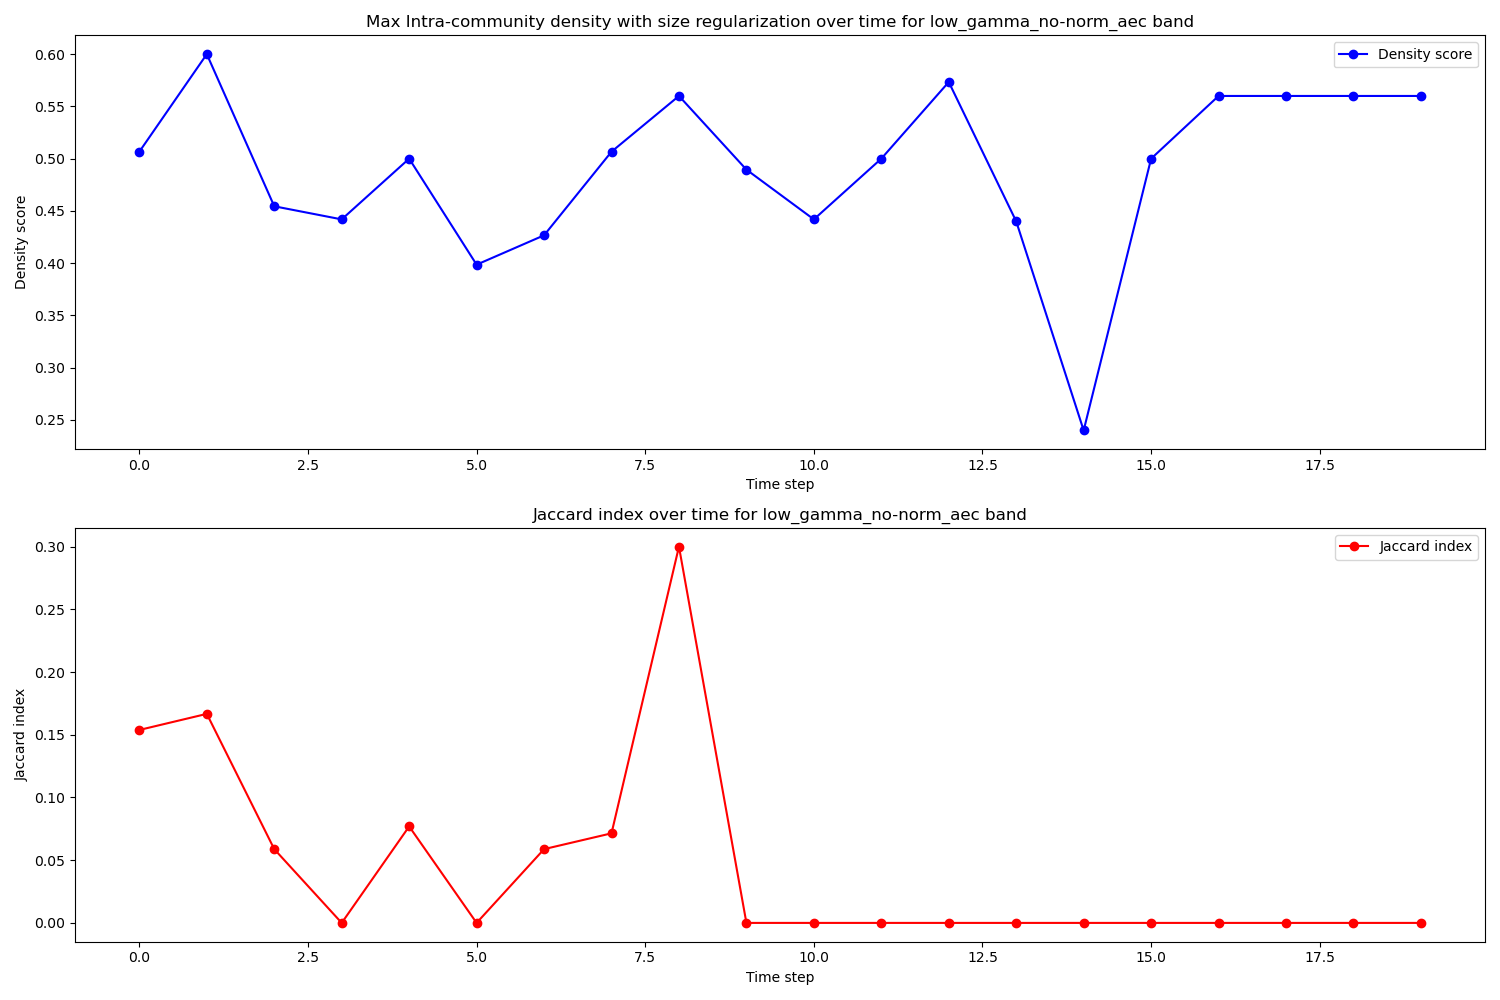 Max Intra-community density with size regularization over time for low_gamma_no-norm_aec band
Density score
0.60
0.55
0.50
0.45
0.40
0.35
0.30
0.25
Density score
0.0 2.5 5.0 7.5 10.0 12.5 15.0 17.5
Time step
Jaccard index over time for low_gamma_no-norm_aec band
Jaccard index
0.30
0.25
0.20
0.15
0.10
0.05
0.00
Jaccard index
0.0 2.5 5.0 7.5 10.0 12.5 15.0 17.5
Time step